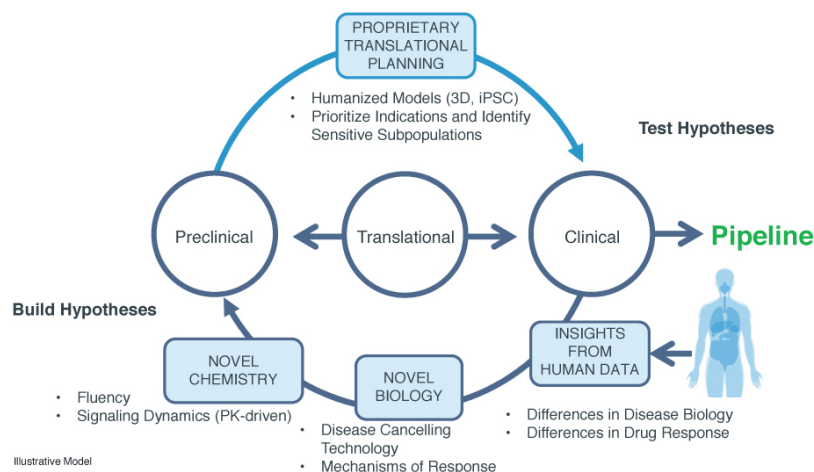 PROPRIETARY
TRANSLATIONAL
PLANNING
• Humanized Models (3D, iPSC)
• Prioritize Indications and Identify
Sensitive Subpopulations
Test Hypotheses
Preclinical
Translational
Clinical
Pipeline
Build Hypotheses
INSIGHTS
FROM
HUMAN DATA
NOVEL
CHEMISTRY
NOVEL
BIOLOGY
• Fluency
• Signaling Dynamics (PK-driven)
• Disease Cancelling
Technology
• Mechanisms of Response
• Differences in Disease Biology
• Differences in Drug Response
Illustrative Model